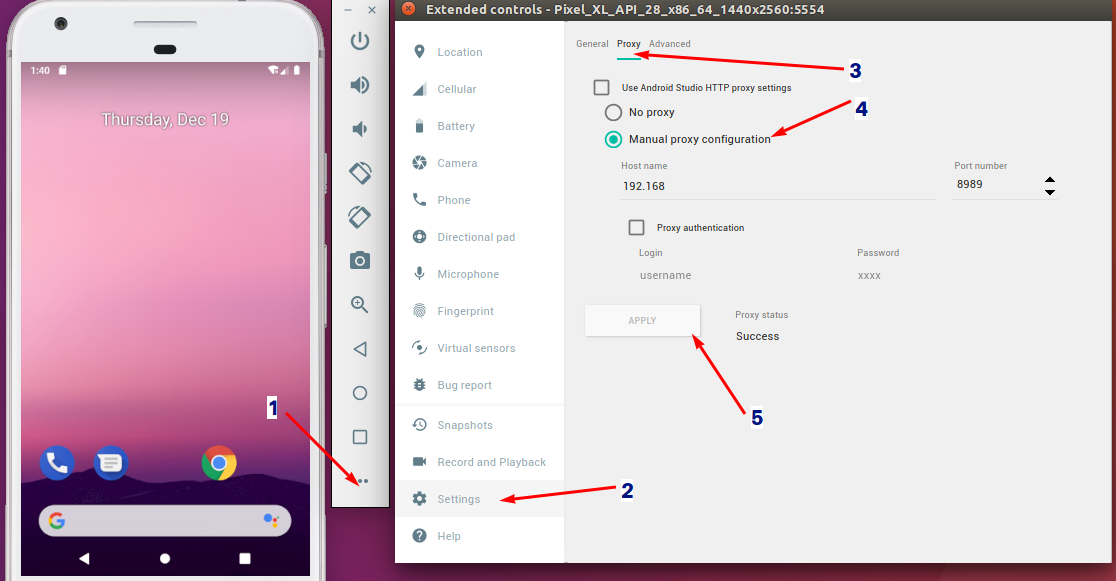 Extended controls - Pixel_XL_API_28_x86_64_1440x2560:5554
1:40
Thursday, Dec 19
Location
Cellular
Battery
Camera
Phone
Directional pad
Microphone
Fingerprint
Virtual sensors
Bug report
Snapshots
Record and Playback
Settings
Help
General Proxy Advanced
Use Android Studio HTTP proxy settings
No proxy
Manual proxy configuration
Host name Port number
192.168 8989
Proxy authentication
Login Password
username xxxx
APPLY
Proxy status
Success
1
2
3
4
5